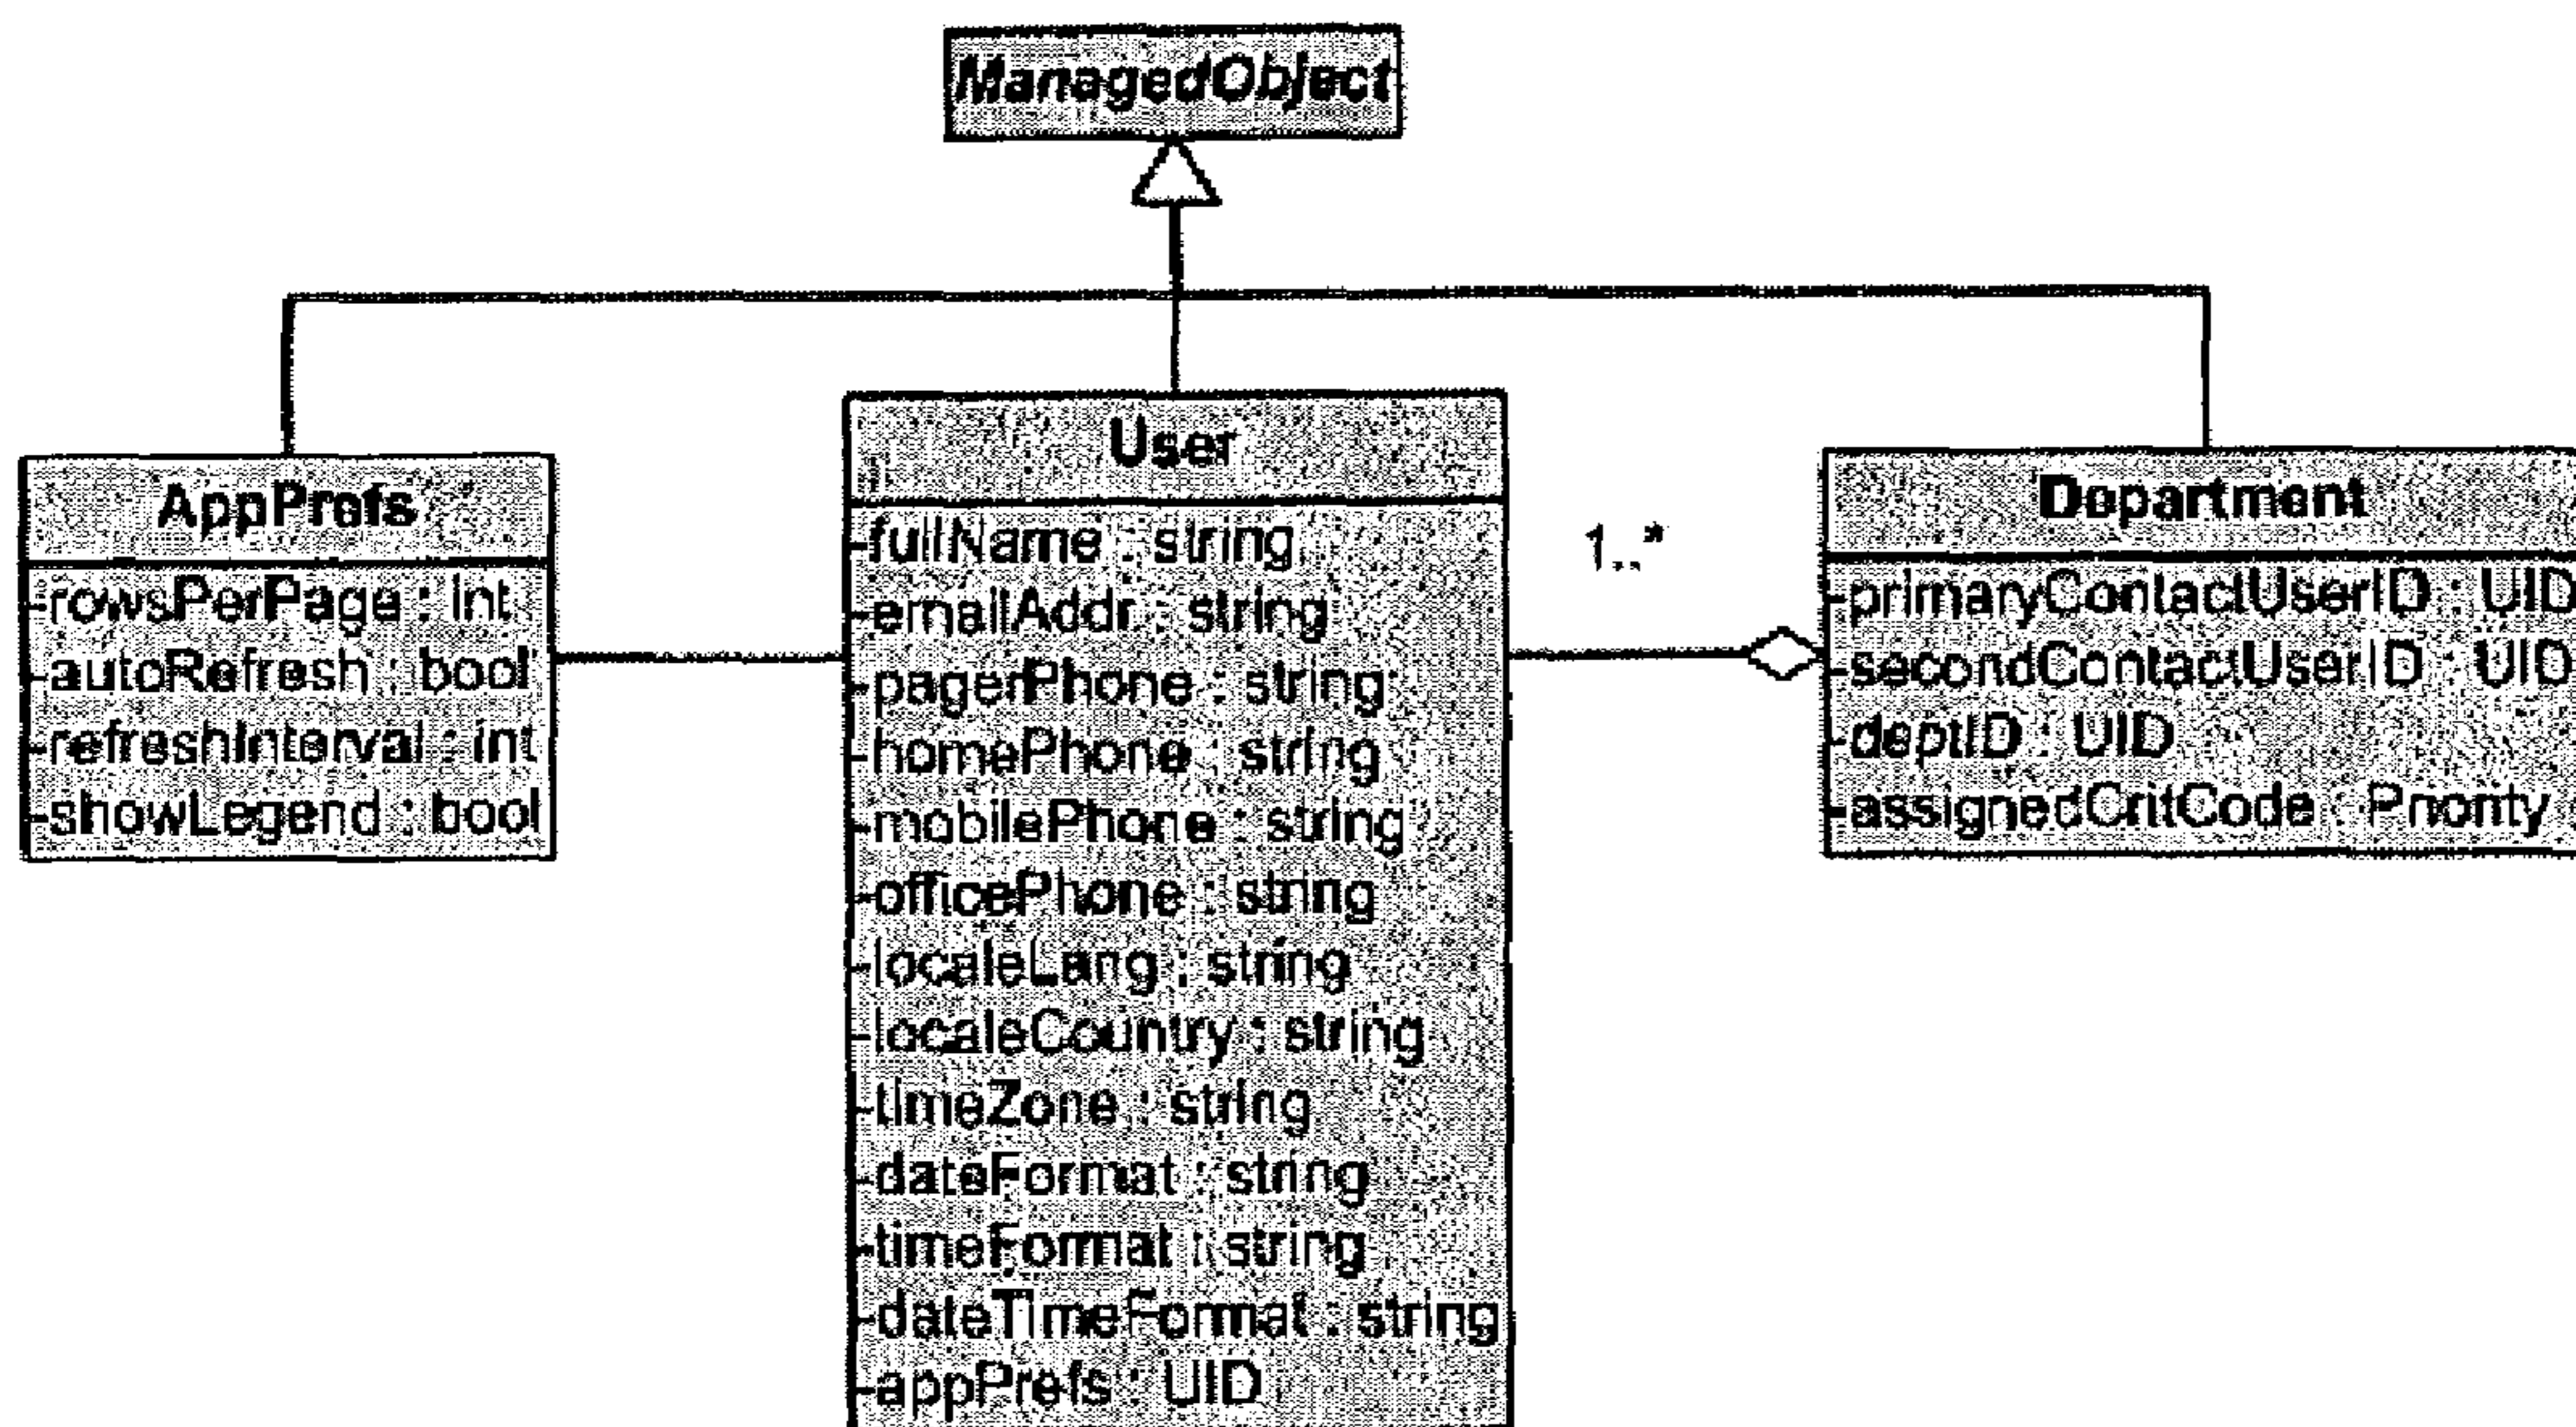 ManagedObject
AppPrefs
-rowsPerPage : int
-autoRefresh : bool
-refreshInterval : int
-showLegend : bool
User
-fullName : string
-emailAddr : string
-pagerPhone : string
-homePhone : string
-mobilePhone : string
-officePhone : string
-localeLang : string
-localeCountry : string
-timeZone : string
-dateFormat : string
-timeFormat : string
-dateTimeFormat : string
-appPrefs : UID
1..*
Department
-primaryContactUserID : UID
-secondContactUserID : UID
-deptID : UID
-assignedCritCode : Priority